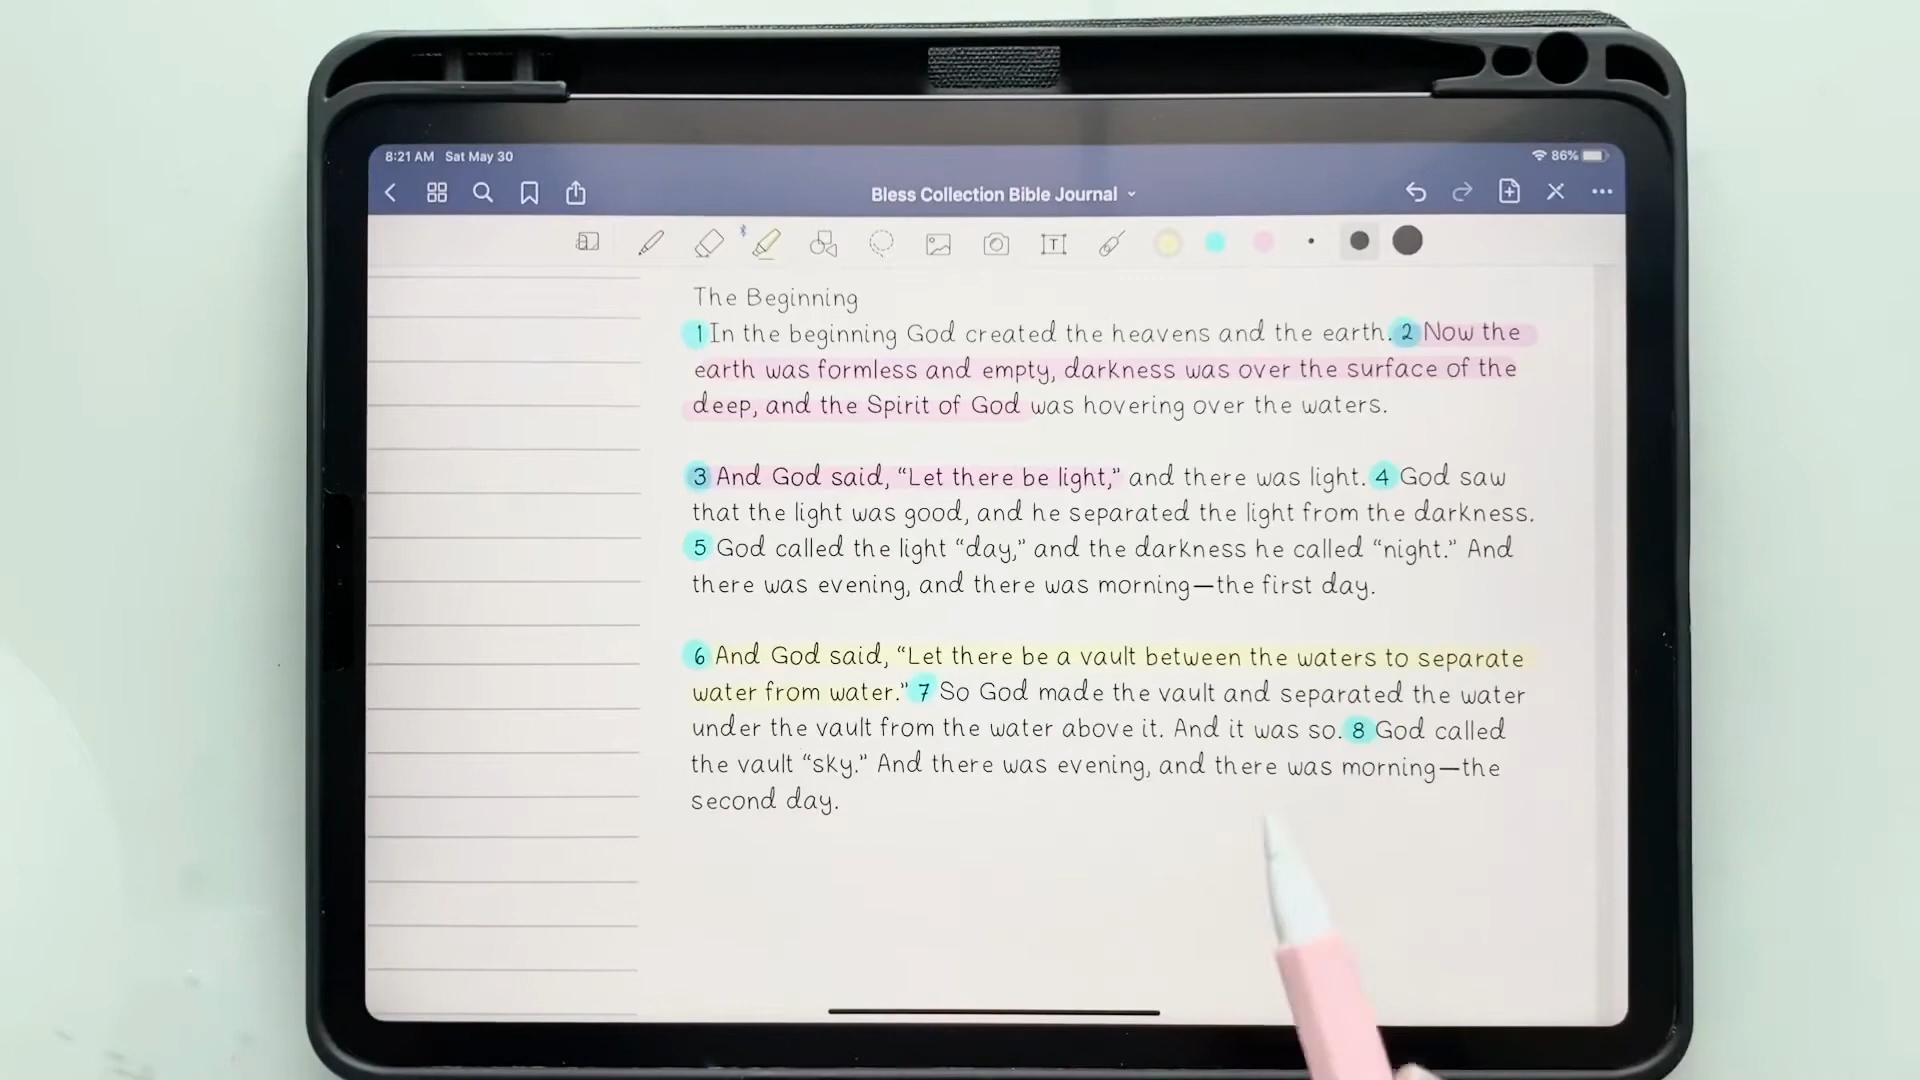 8:21 AM Sat May 30
86%
Bless Collection Bible Journal
The Beginning
1 In the beginning God created the heavens and the earth. 2 Now the
earth was formless and empty, darkness was over the surface of the
deep, and the Spirit of God was hovering over the waters.
3 And God said, “Let there be light,” and there was light. 4 God saw
that the light was good, and he separated the light from the darkness.
5 God called the light “day,” and the darkness he called “night.” And
there was evening, and there was morning—the first day.
6 And God said, “Let there be a vault between the waters to separate
water from water.” 7 So God made the vault and separated the water
under the vault from the water above it. And it was so. 8 God called
the vault “sky.” And there was evening, and there was morning—the
second day.